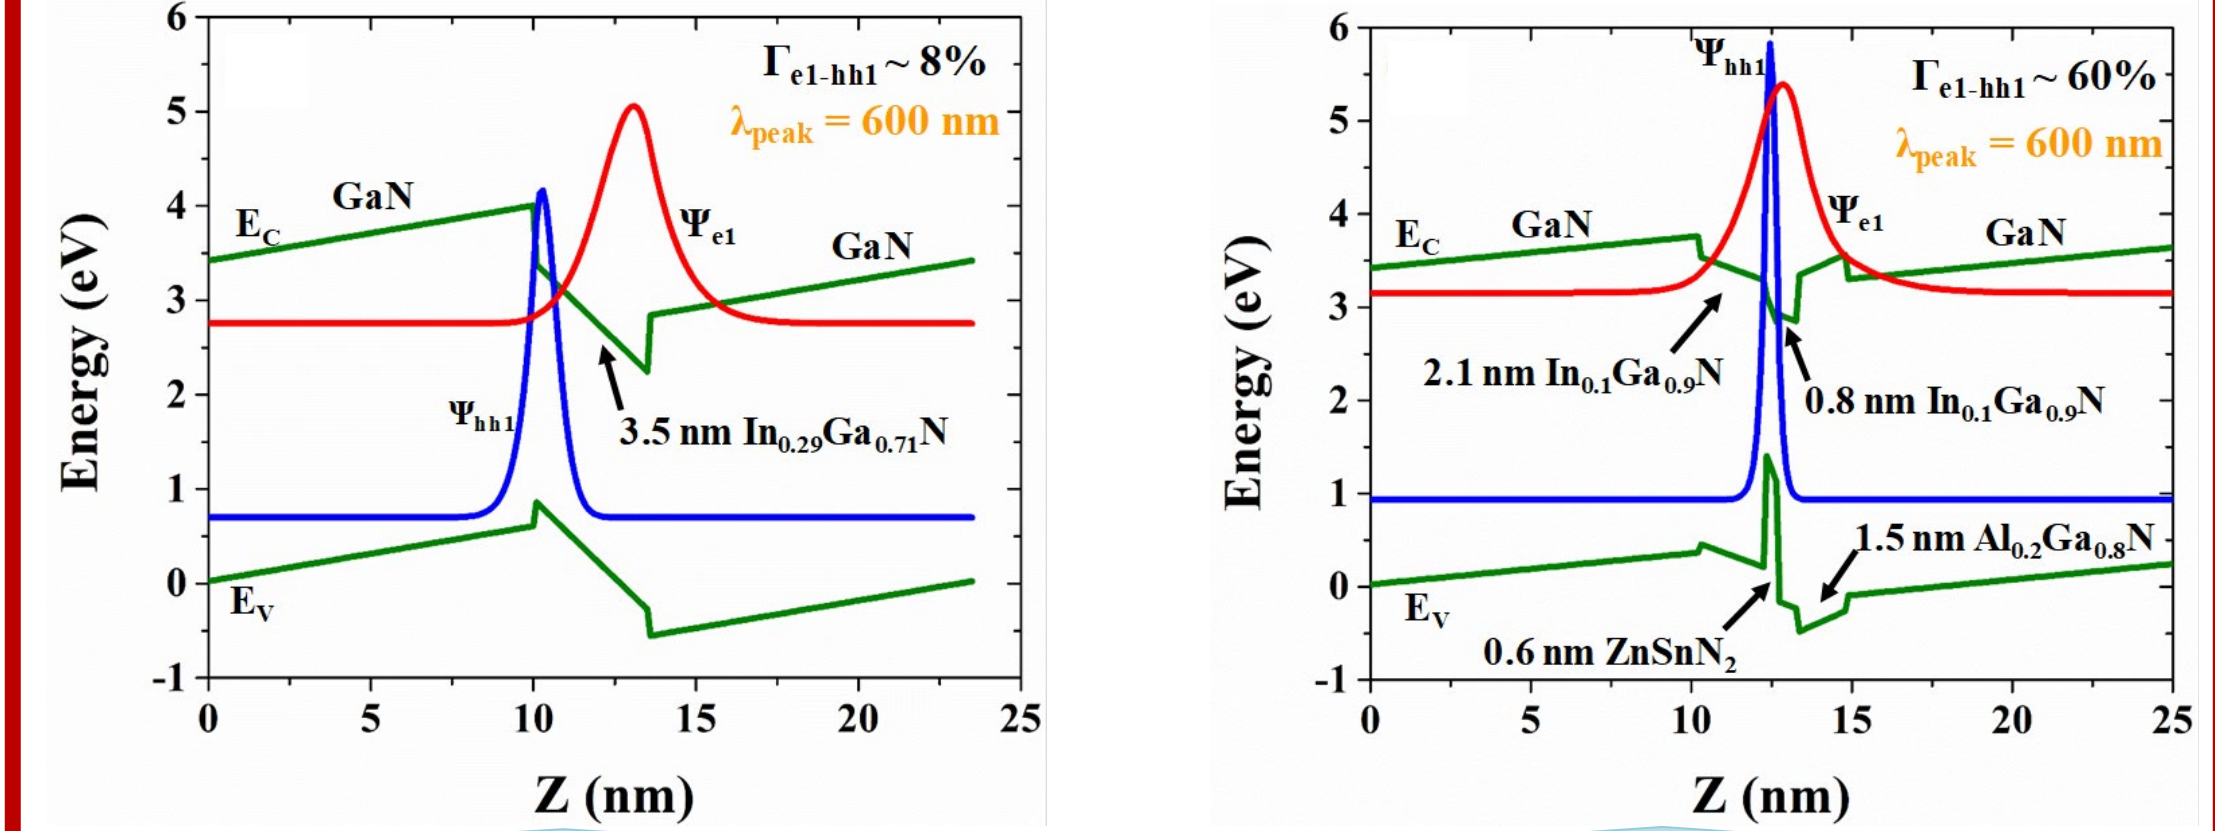 Energy (eV)
6
5
4
3
2
1
0
-1
Γe1-hh1 ~ 8%
λpeak = 600 nm
GaN
EC
Ψe1
GaN
Ψhh1
3.5 nm In0.29Ga0.71N
EV
0 5 10 15 20 25
Z (nm)
Energy (eV)
6
5
4
3
2
1
0
-1
Ψhh1
Γe1-hh1 ~ 60%
λpeak = 600 nm
Ψe1
EC
GaN
GaN
2.1 nm In0.1Ga0.9N
0.8 nm In0.1Ga0.9N
1.5 nm Al0.2Ga0.8N
EV
0.6 nm ZnSnN2
0 5 10 15 20 25
Z (nm)